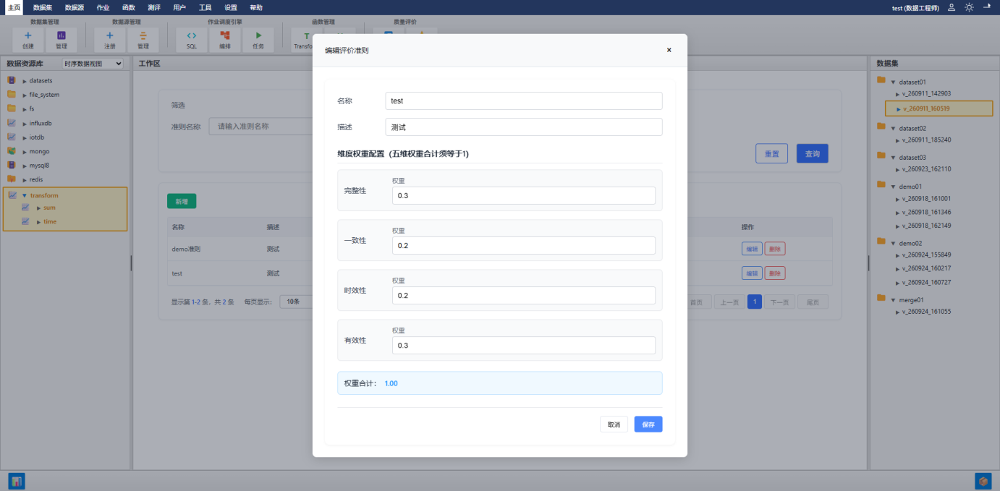 主页 数据集 数据源 作业 函数 测评 用户 工具 设置 帮助 test (数据工程师)
数据集管理 数据源管理 作业调度引擎 函数管理 质量评价
创建 管理 注册 管理 SQL 编排 任务 Transfo
数据资源库 时序数据视图
datasets
file_system
fs
influxdb
iotdb
mongo
mysql8
redis
transform
sum
time
工作区
筛选
准则名称 请输入准则名称
重置 查询
新增
名称 描述 操作
demo准则 测试 编辑 删除
test 测试 编辑 删除
显示第 1-2 条，共 2 条 每页显示： 10条 首页 上一页 1 下一页 尾页
编辑评价准则 ×
名称 test
描述 测试
维度权重配置（五维权重合计须等于1）
权重
完整性 0.3
权重
一致性 0.2
权重
时效性 0.2
权重
有效性 0.3
权重合计： 1.00
取消 保存
数据集
dataset01
v_260911_142903
v_260911_160519
dataset02
v_260911_185240
dataset03
v_260923_162110
demo01
v_260918_161001
v_260918_161346
v_260918_162149
demo02
v_260924_155849
v_260924_160217
v_260924_160727
merge01
v_260924_161055